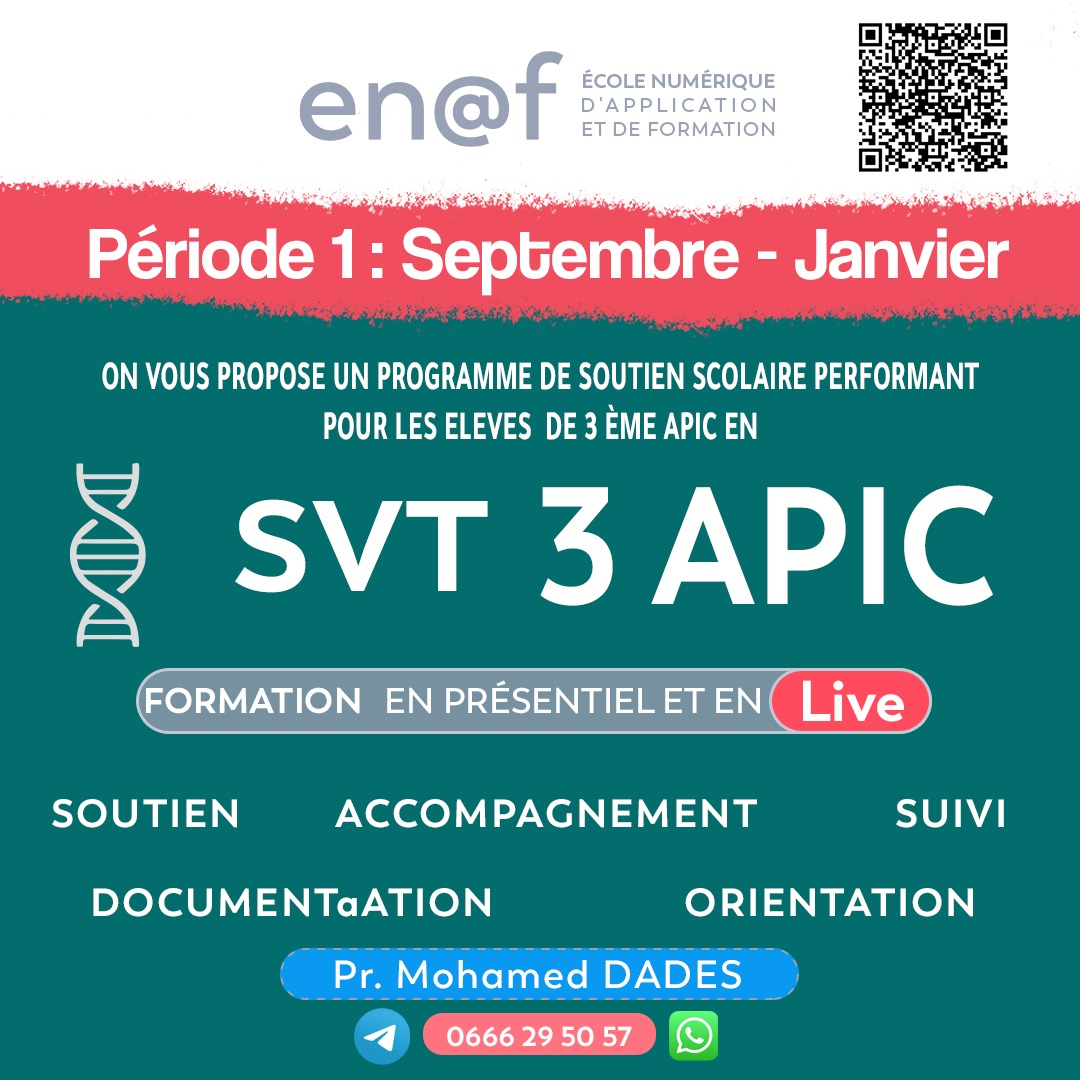 en@f
ÉCOLE NUMÉRIQUE
D'APPLICATION
ET DE FORMATION
Période 1 : Septembre - Janvier
ON VOUS PROPOSE UN PROGRAMME DE SOUTIEN SCOLAIRE PERFORMANT
POUR LES ELEVES DE 3 ÈME APIC EN
SVT 3 APIC
FORMATION EN PRÉSENTIEL ET EN Live
SOUTIEN ACCOMPAGNEMENT SUIVI
DOCUMENTaATION ORIENTATION
Pr. Mohamed DADES
0666 29 50 57